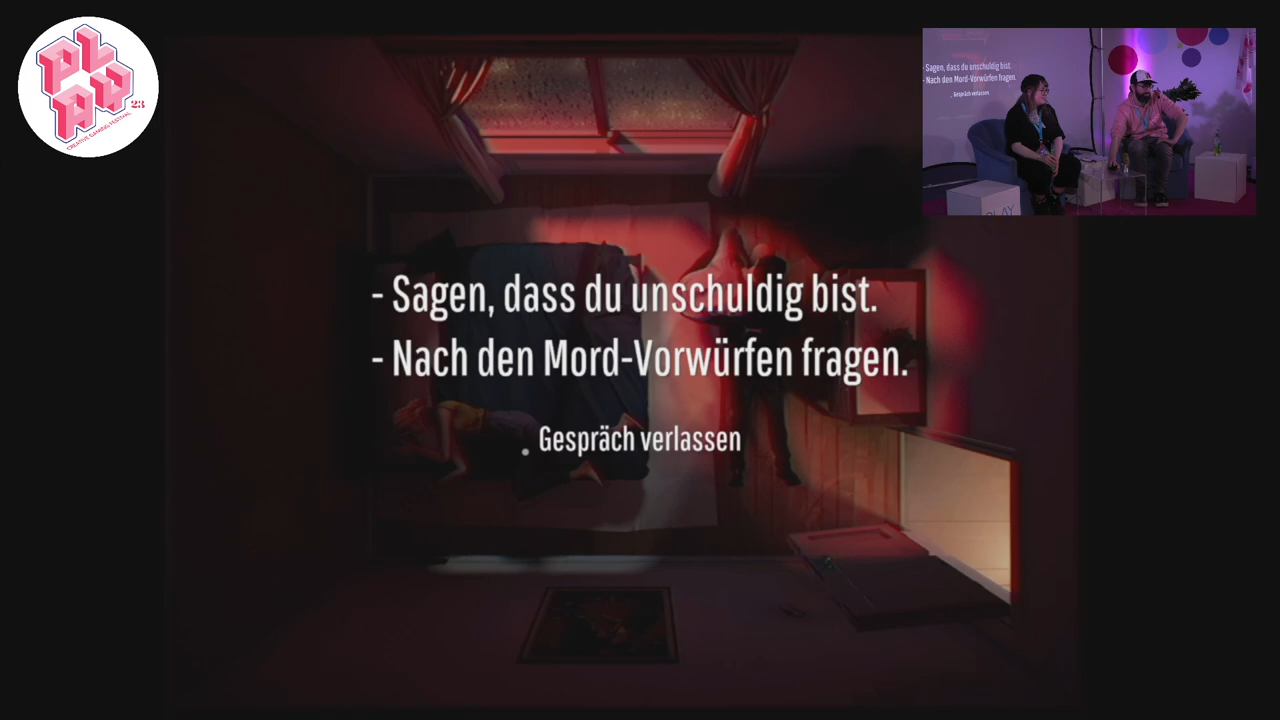 PLAY
23
CREATIVE GAMING FESTIVAL
- Sagen, dass du unschuldig bist.
- Nach den Mord-Vorwürfen fragen.
Gespräch verlassen
- Sagen, dass du unschuldig bist.
- Nach den Mord-Vorwürfen fragen.
Gespräch verlassen
PLAY